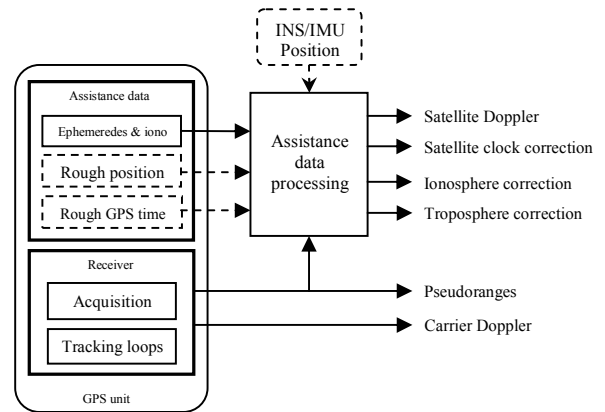 INS/IMU
Position
Assistance data
Ephemeredes & iono
Rough position
Rough GPS time
Assistance
data
processing
Satellite Doppler
Satellite clock correction
Ionosphere correction
Troposphere correction
Receiver
Acquisition
Tracking loops
Pseudoranges
Carrier Doppler
GPS unit